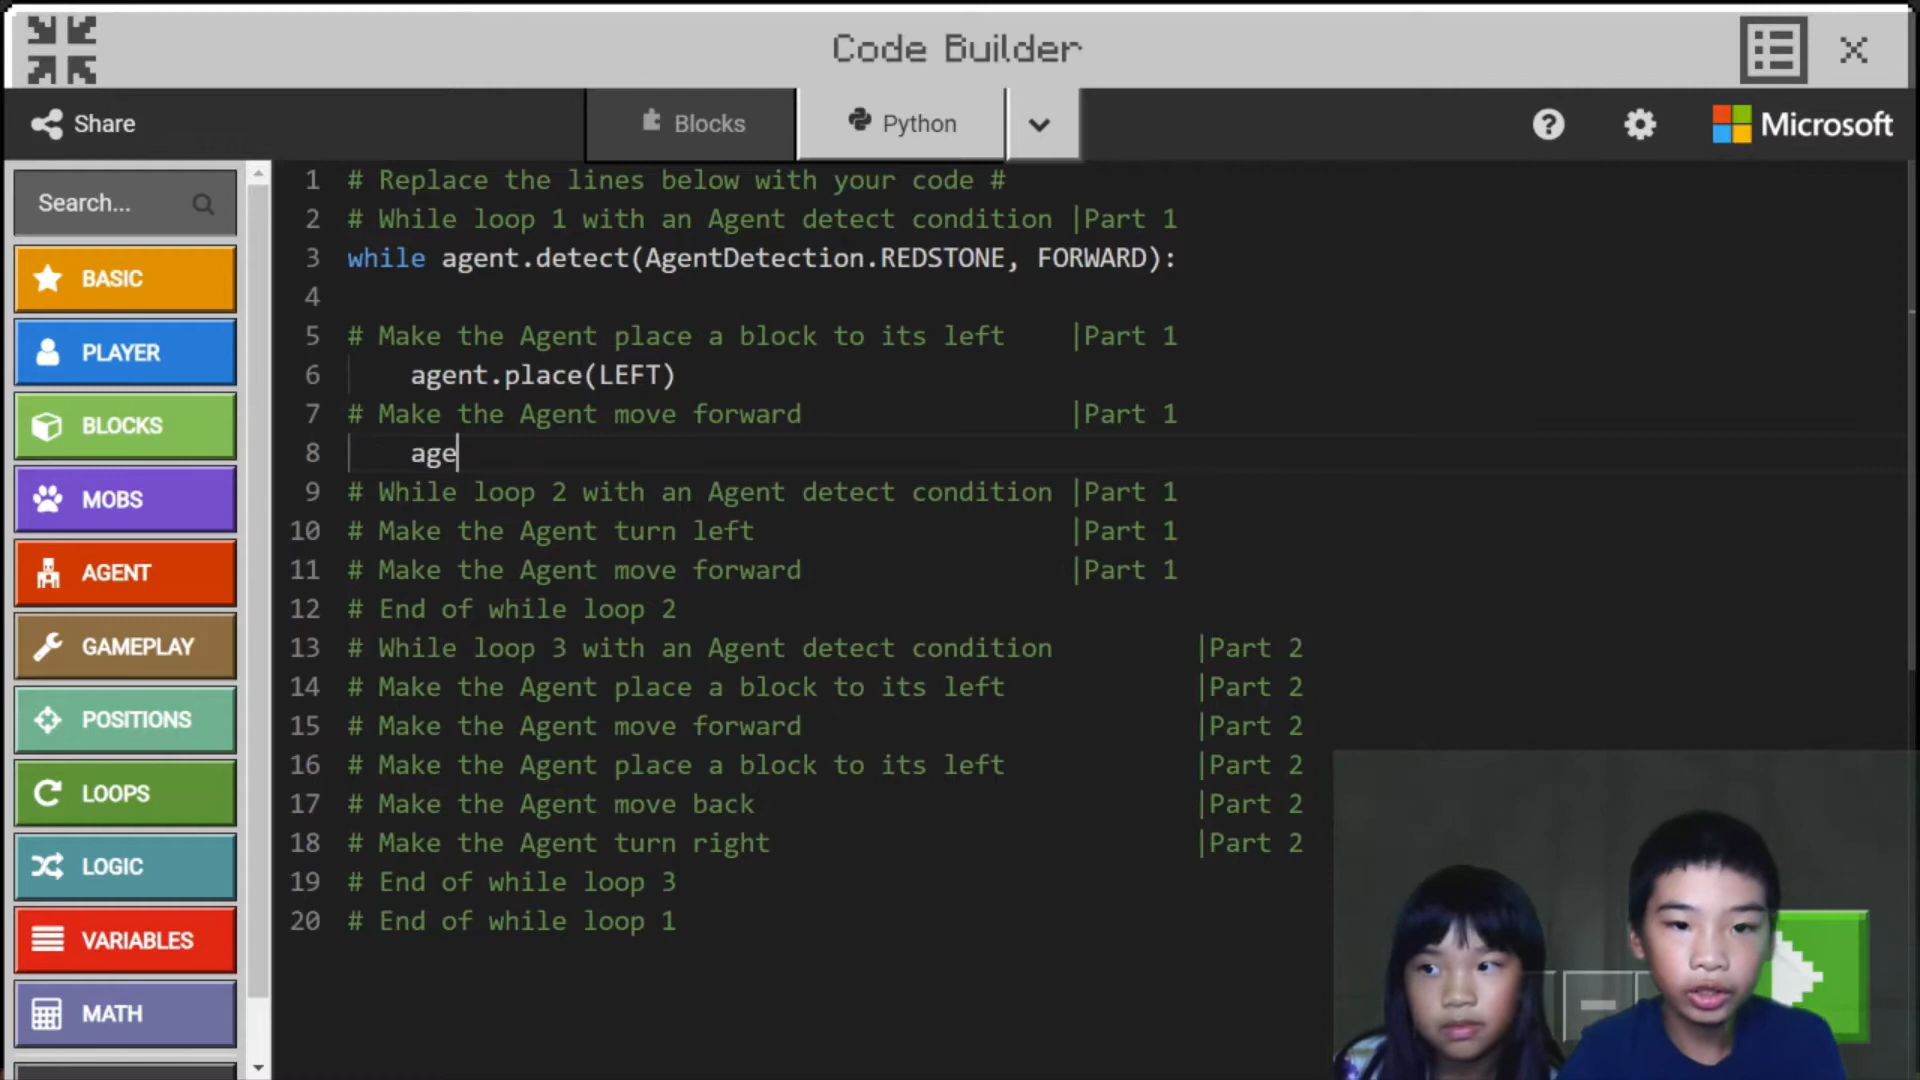 Code Builder
Share
Blocks
Python
Microsoft
Search...
BASIC
PLAYER
BLOCKS
MOBS
AGENT
GAMEPLAY
POSITIONS
LOOPS
LOGIC
VARIABLES
MATH
1 # Replace the lines below with your code #
2 # While loop 1 with an Agent detect condition |Part 1
3 while agent.detect(AgentDetection.REDSTONE, FORWARD):
4
5 # Make the Agent place a block to its left |Part 1
6 agent.place(LEFT)
7 # Make the Agent move forward |Part 1
8 age
9 # While loop 2 with an Agent detect condition |Part 1
10 # Make the Agent turn left |Part 1
11 # Make the Agent move forward |Part 1
12 # End of while loop 2
13 # While loop 3 with an Agent detect condition |Part 2
14 # Make the Agent place a block to its left |Part 2
15 # Make the Agent move forward |Part 2
16 # Make the Agent place a block to its left |Part 2
17 # Make the Agent move back |Part 2
18 # Make the Agent turn right |Part 2
19 # End of while loop 3
20 # End of while loop 1